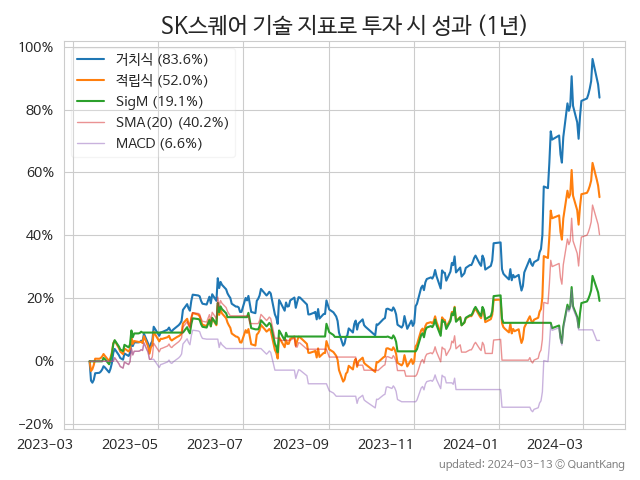 SK스퀘어 기술 지표로 투자 시 성과 (1년)
100%
80%
60%
40%
20%
0%
−20%
거치식 (83.6%)
적립식 (52.0%)
SigM (19.1%)
SMA(20) (40.2%)
MACD (6.6%)
2023-03 2023-05 2023-07 2023-09 2023-11 2024-01 2024-03
updated: 2024-03-13 © QuantKang